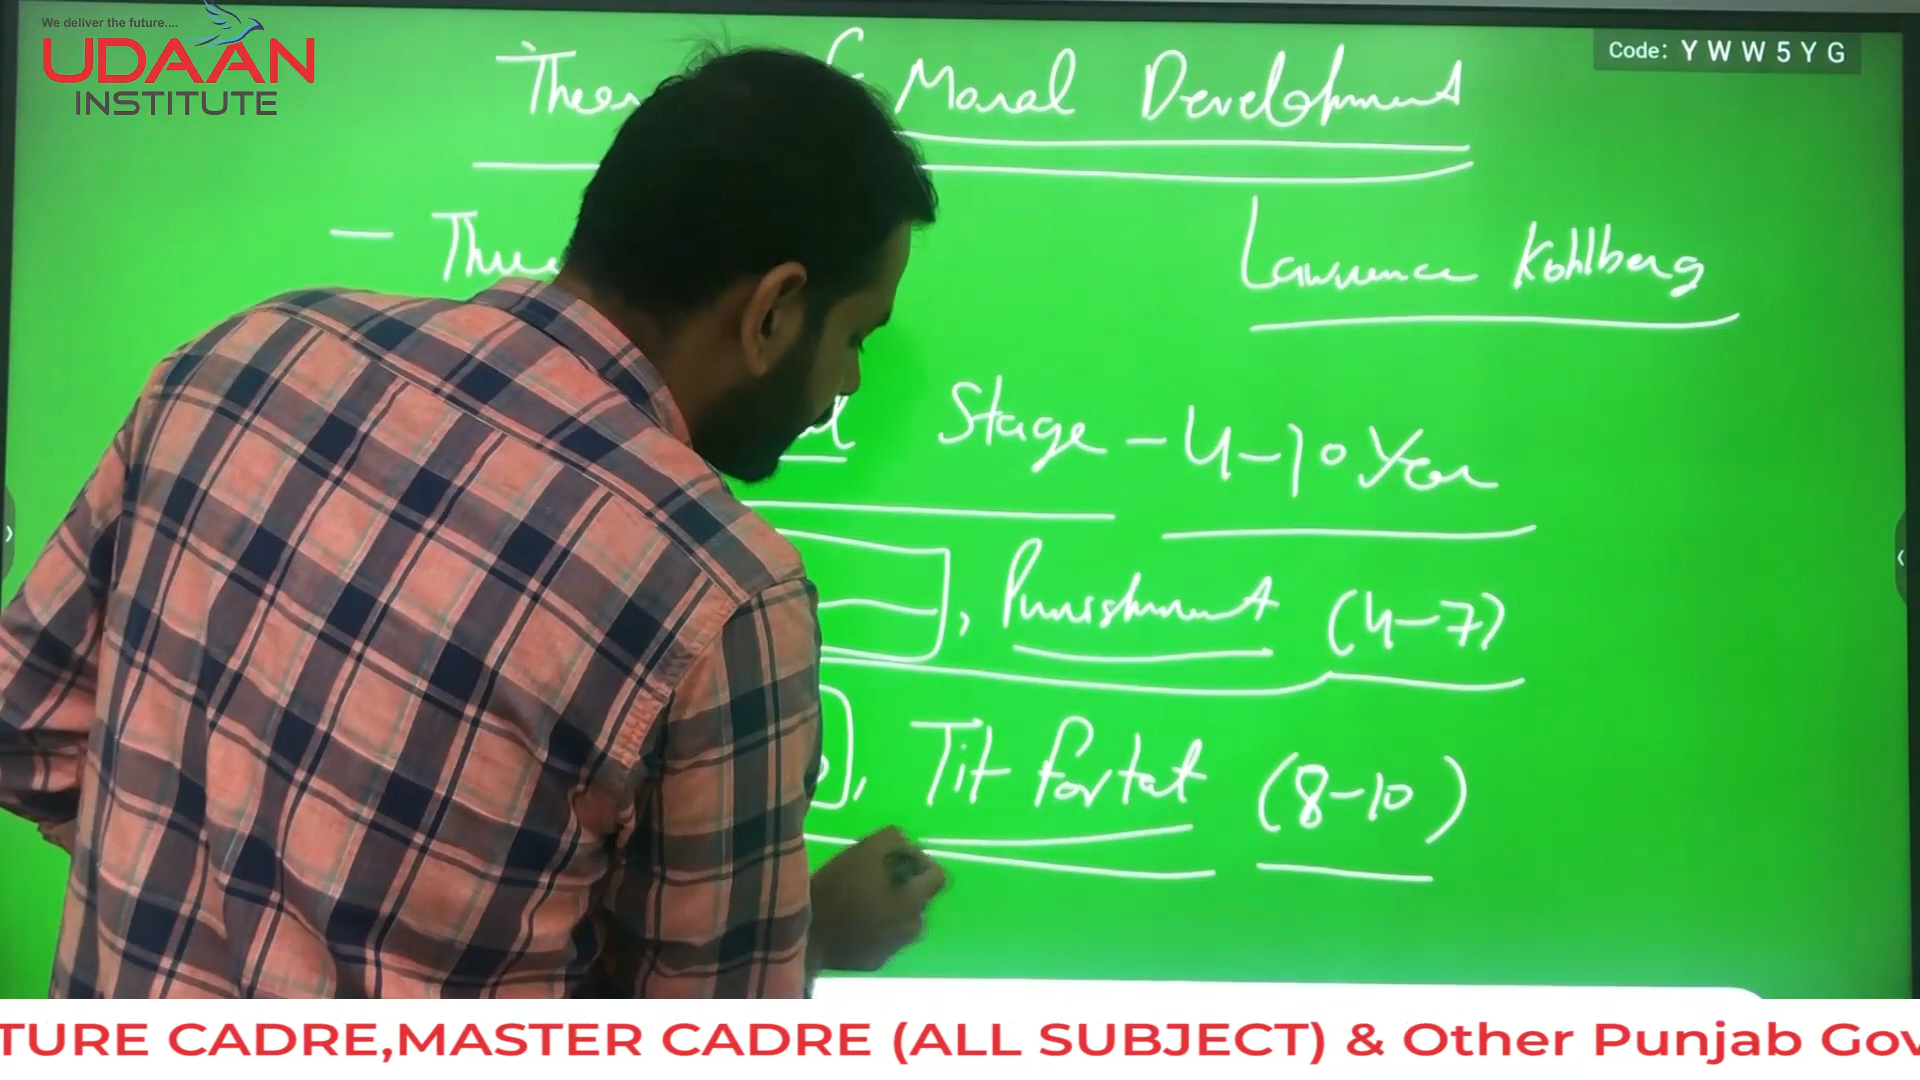 We deliver the future....
UDAAN
INSTITUTE
Code: Y W W 5 Y G
Moral Development
Lawrence Kohlberg
Stage - 4-10 Year
, Punishment (4-7)
, Tit for tat (8-10)
TURE CADRE,MASTER CADRE (ALL SUBJECT) & Other Punjab Gov